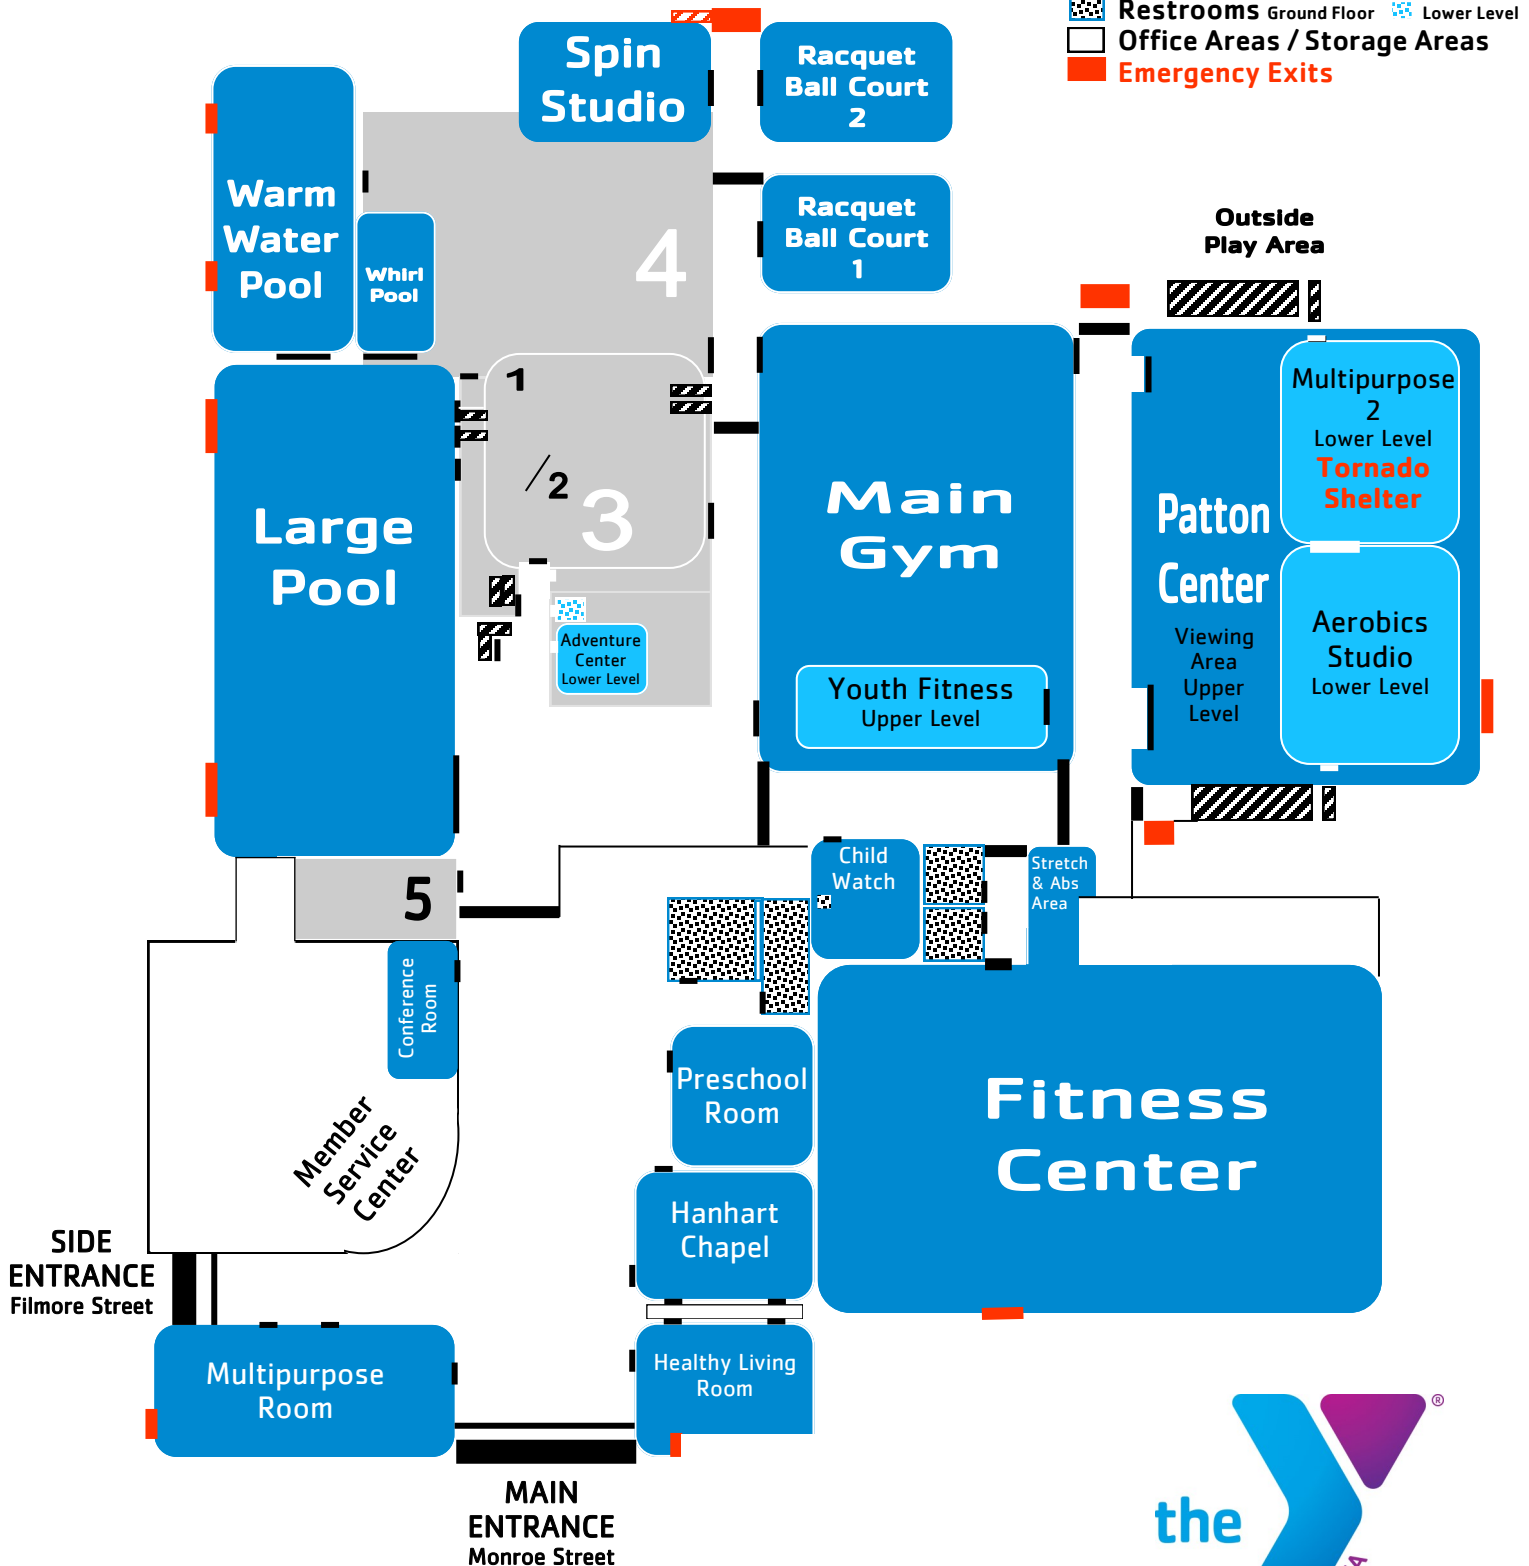 Restrooms Ground Floor Lower Level
Office Areas / Storage Areas
Emergency Exits
Spin
Studio
Racquet
Ball Court
2
Warm
Water
Pool
Whirl
Pool
4
Racquet
Ball Court
1
Outside
Play Area
1
2
3
Large
Pool
Adventure
Center
Lower Level
Main
Gym
Youth Fitness
Upper Level
Multipurpose
2
Lower Level
Tornado
Shelter
Patton
Center
Viewing
Area
Upper
Level
Aerobics
Studio
Lower Level
5
Child
Watch
Stretch
& Abs
Area
Conference
Room
Member
Service
Center
Preschool
Room
Hanhart
Chapel
Fitness
Center
SIDE
ENTRANCE
Filmore Street
Multipurpose
Room
Healthy Living
Room
MAIN
ENTRANCE
Monroe Street
the
®